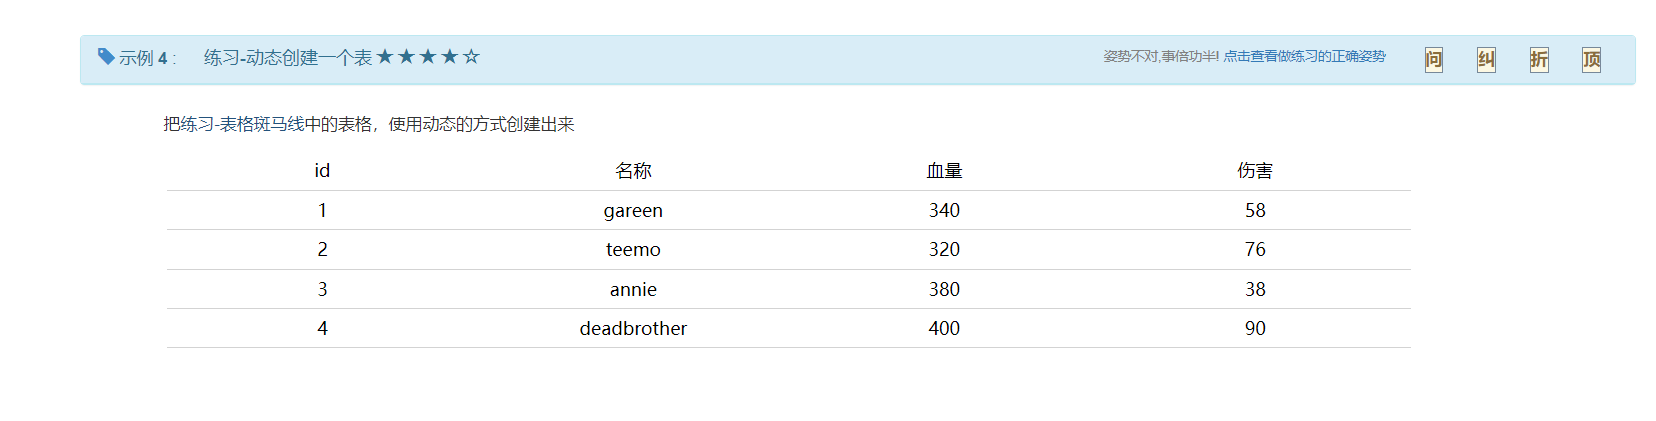 示例 4 : 练习-动态创建一个表 ★★★★☆ 姿势不对,事倍功半! 点击查看做练习的正确姿势 问 纠 折 顶
把练习-表格斑马线中的表格，使用动态的方式创建出来
id 名称 血量 伤害
1 gareen 340 58
2 teemo 320 76
3 annie 380 38
4 deadbrother 400 90